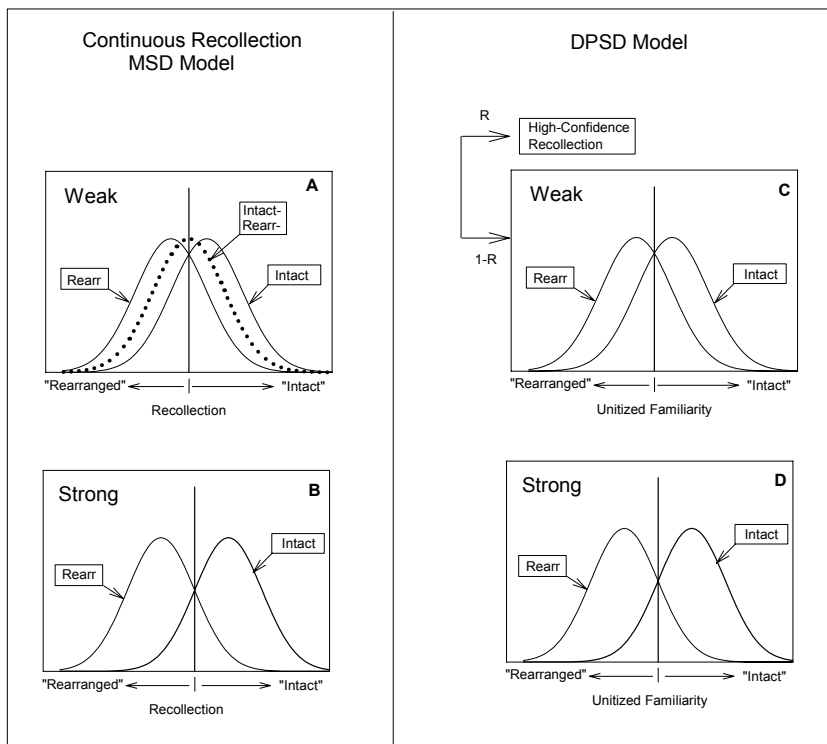 Continuous Recollection
MSD Model
Weak
A
Intact-
Rearr-
Rearr
Intact
"Rearranged"
"Intact"
Recollection
Strong
B
Rearr
Intact
"Rearranged"
"Intact"
Recollection
DPSD Model
R
High-Confidence
Recollection
1-R
Weak
C
Rearr
Intact
"Rearranged"
"Intact"
Unitized Familiarity
Strong
D
Rearr
Intact
"Rearranged"
"Intact"
Unitized Familiarity